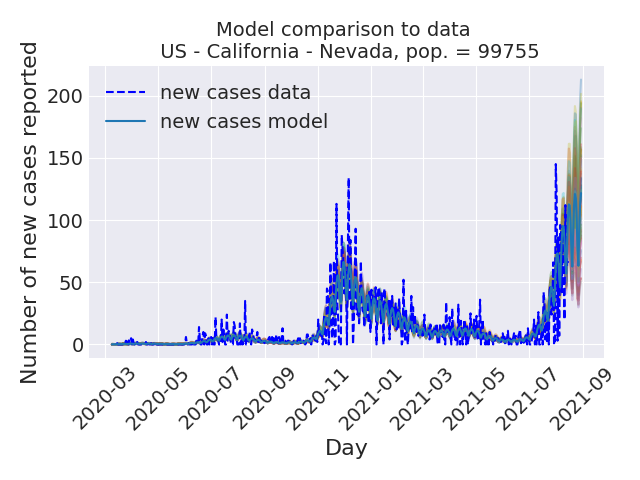 Model comparison to data
US - California - Nevada, pop. = 99755
new cases data
new cases model
Number of new cases reported
200
150
100
50
0
2020-03
2020-05
2020-07
2020-09
2020-11
2021-01
2021-03
2021-05
2021-07
2021-09
Day